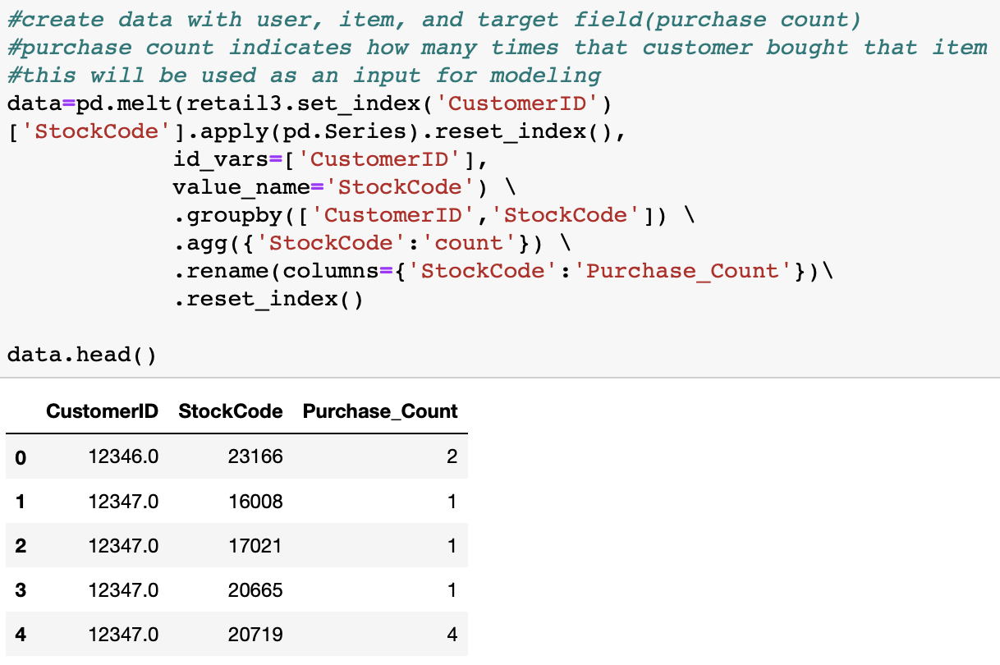 #create data with user, item, and target field(purchase count)
#purchase count indicates how many times that customer bought that item
#this will be used as an input for modeling
data=pd.melt(retail3.set_index('CustomerID')
['StockCode'].apply(pd.Series).reset_index(),
            id_vars=['CustomerID'],
            value_name='StockCode') \
            .groupby(['CustomerID','StockCode']) \
            .agg({'StockCode':'count'}) \
            .rename(columns={'StockCode':'Purchase_Count'})\
            .reset_index()
data.head()
CustomerID StockCode Purchase_Count
0 12346.0 23166 2
1 12347.0 16008 1
2 12347.0 17021 1
3 12347.0 20665 1
4 12347.0 20719 4